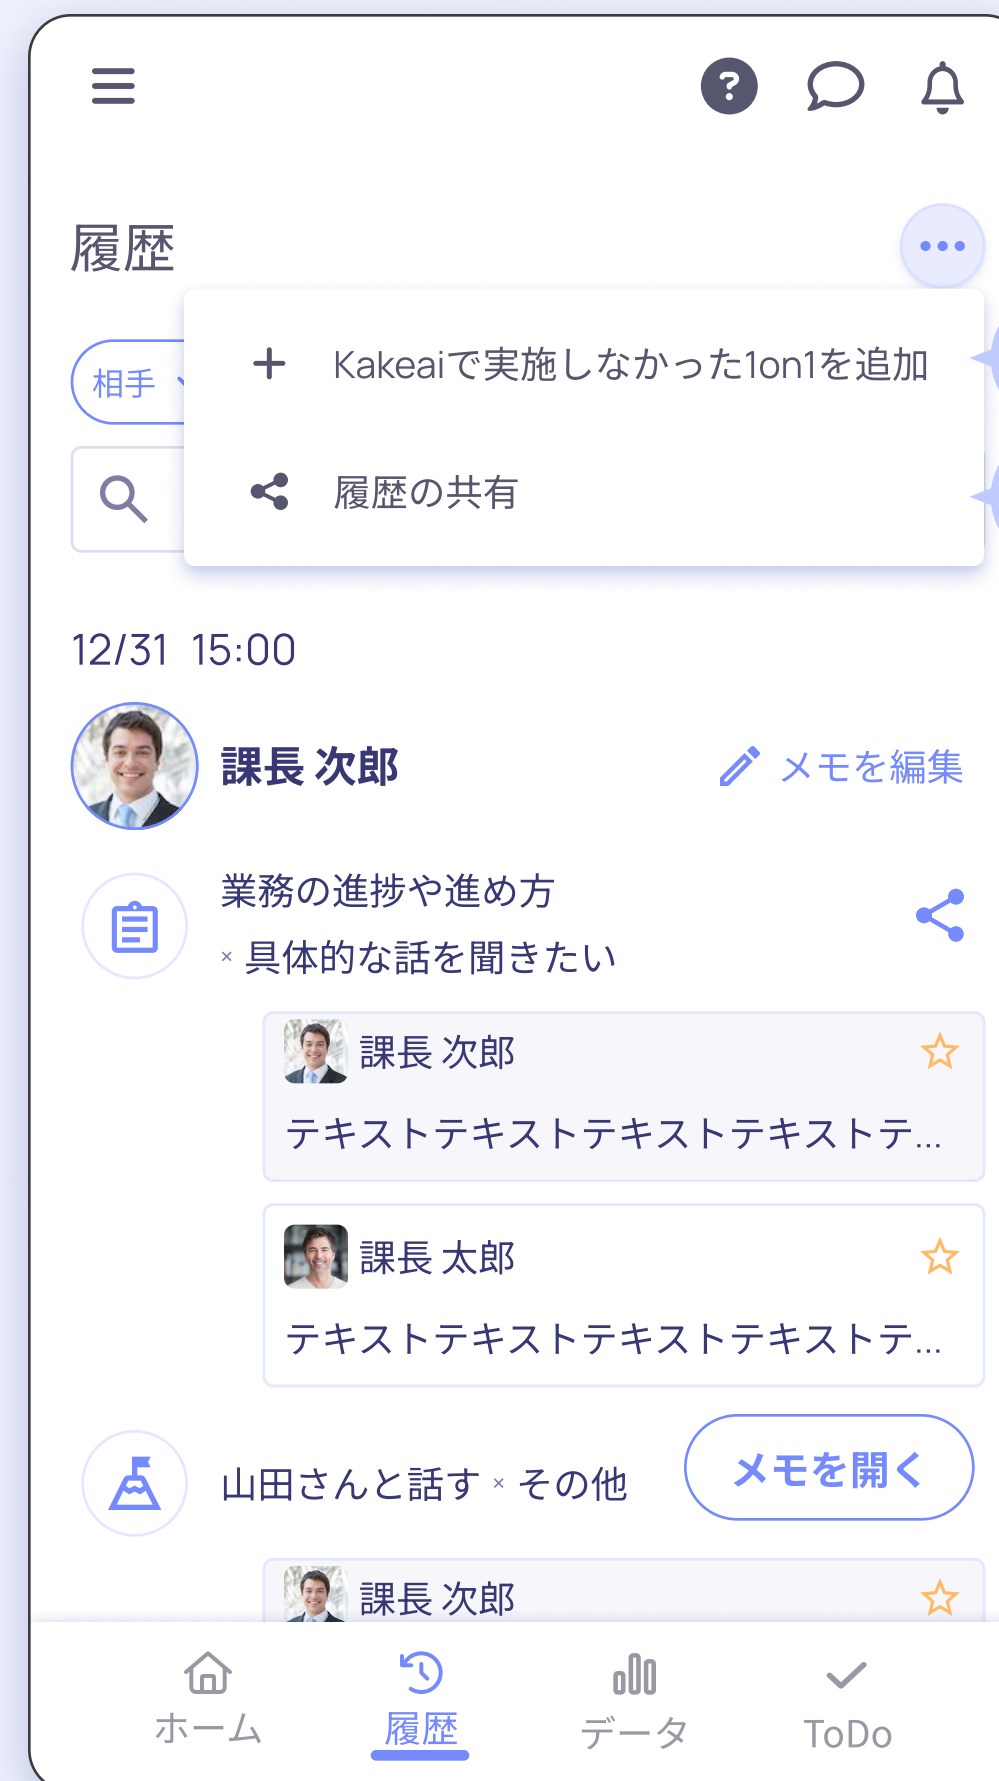 履歴
相手
Kakeaiで実施しなかった1on1を追加
履歴の共有
12/31 15:00
課長 次郎
メモを編集
業務の進捗や進め方
× 具体的な話を聞きたい
課長 次郎
テキストテキストテキストテキストテ...
課長 太郎
テキストテキストテキストテキストテ...
山田さんと話す × その他
メモを開く
課長 次郎
ホーム
履歴
データ
ToDo